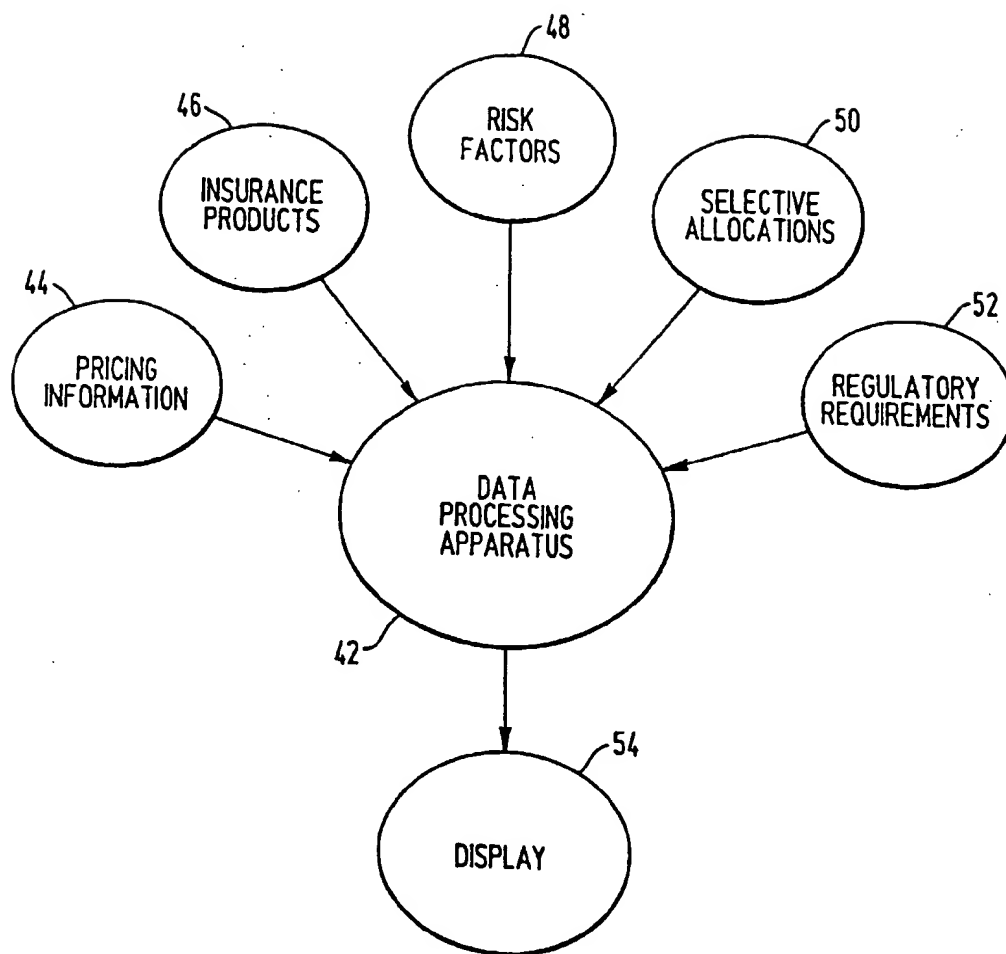 48
46
RISK
FACTORS
50
INSURANCE
PRODUCTS
SELECTIVE
ALLOCATIONS
44
52
PRICING
INFORMATION
REGULATORY
REQUIREMENTS
DATA
PROCESSING
APPARATUS
42
54
DISPLAY